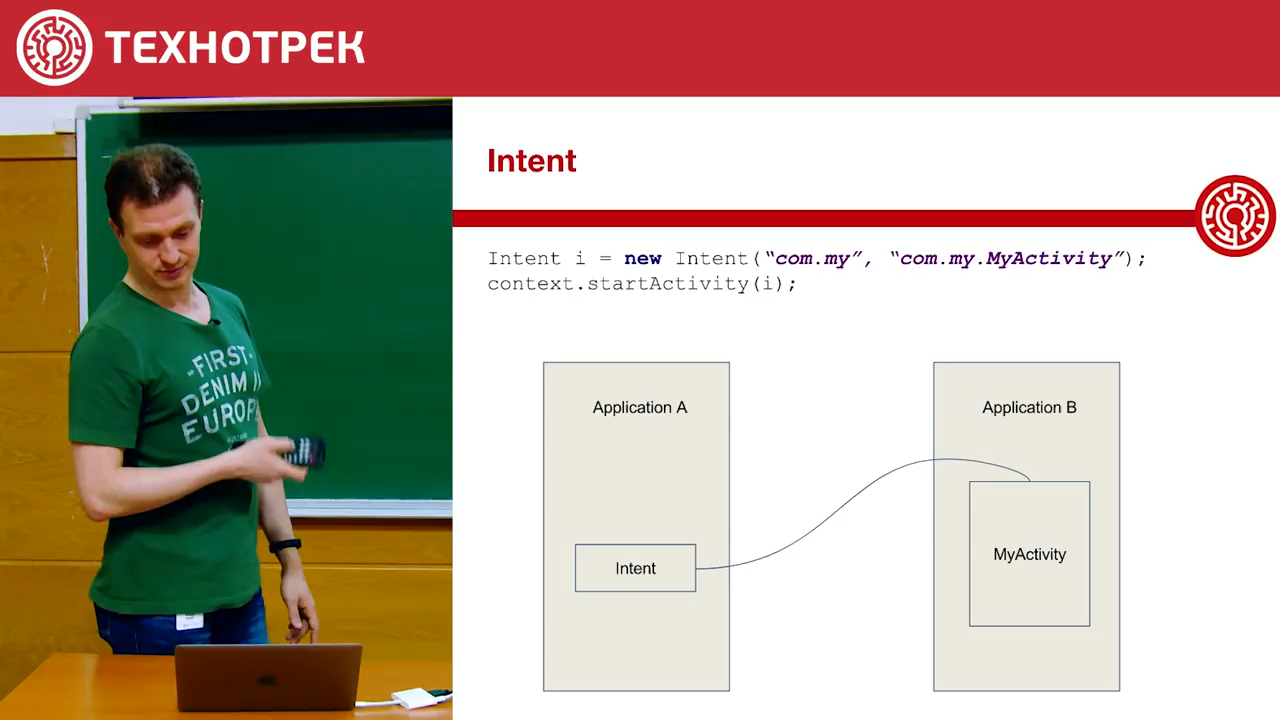 ТЕХНОТРЕК
Intent
Intent i = new Intent(“com.my”, “com.my.MyActivity”);
context.startActivity(i);
Application A
Application B
Intent
MyActivity
FIRST
DENIM
EUROP